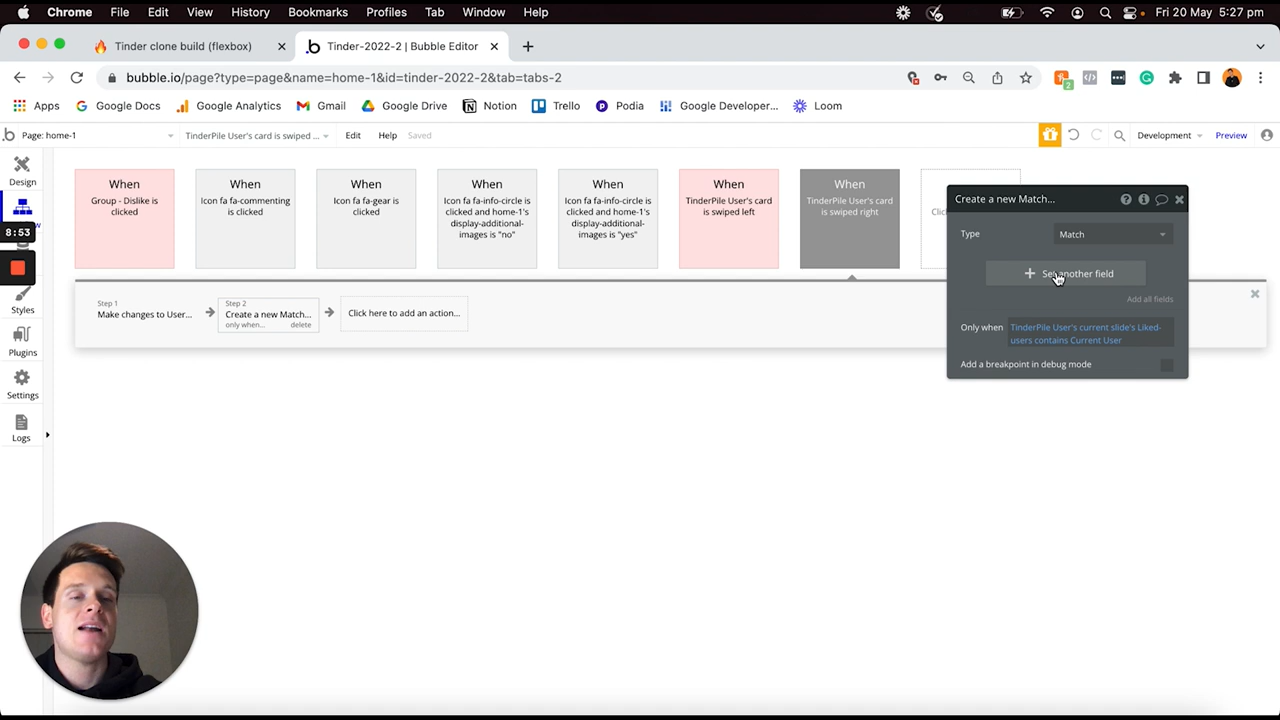 Chrome File Edit View History Bookmarks Profiles Tab Window Help Fri 20 May 5:27 pm
Tinder clone build (flexbox) Tinder-2022-2 | Bubble Editor
bubble.io/page?type=page&name=home-1&id=tinder-2022-2&tab=tabs-2
2
Apps Google Docs Google Analytics Gmail Google Drive Notion Trello Podia Google Developer... Loom
Page: home-1 TinderPile User's card is swiped ... Edit Help Saved Development Preview
Design
8:53
Styles
Plugins
Settings
Logs
When
Group - Dislike is
clicked
When
Icon fa fa-commenting
is clicked
When
Icon fa fa-gear is
clicked
When
Icon fa fa-info-circle is
clicked and home-1's
display-additional-
images is "no"
When
Icon fa fa-info-circle is
clicked and home-1's
display-additional-
images is "yes"
When
TinderPile User's card
is swiped left
When
TinderPile User's card
is swiped right
Step 1
Make changes to User...
Step 2
Create a new Match...
only when... delete
Click here to add an action...
Create a new Match...
Type Match
Set another field
Add all fields
Only when TinderPile User's current slide's Liked-
users contains Current User
Add a breakpoint in debug mode